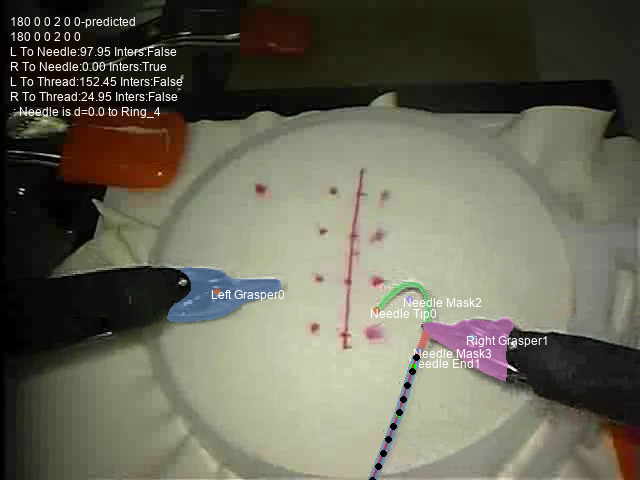 180 0 0 2 0 0-predicted
180 0 0 2 0 0
L To Needle:97.95 Inters:False
R To Needle:0.00 Inters:True
L To Thread:152.45 Inters:False
R To Thread:24.95 Inters:False
: Needle is d=0.0 to Ring_4
Left Grasper0
Needle Mask2
Needle Tip0
Right Grasper1
Needle Mask3
Needle End1